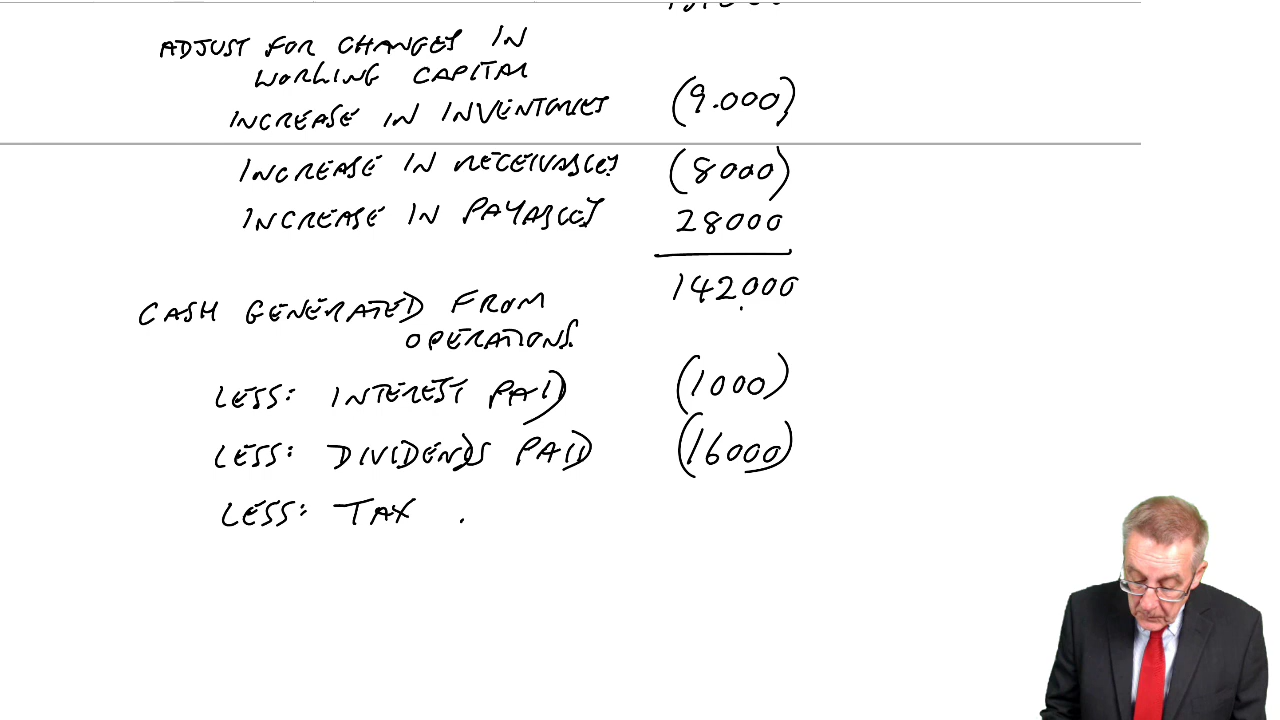 ADJUST FOR CHANGES IN
WORKING CAPITAL
INCREASE IN INVENTORIES (9.000)
INCREASE IN RECEIVABLES (8000)
INCREASE IN PAYABLES 28000
142000
CASH GENERATED FROM
OPERATIONS.
LESS: INTEREST PAID (1000)
LESS: DIVIDENDS PAID (16000)
LESS: TAX